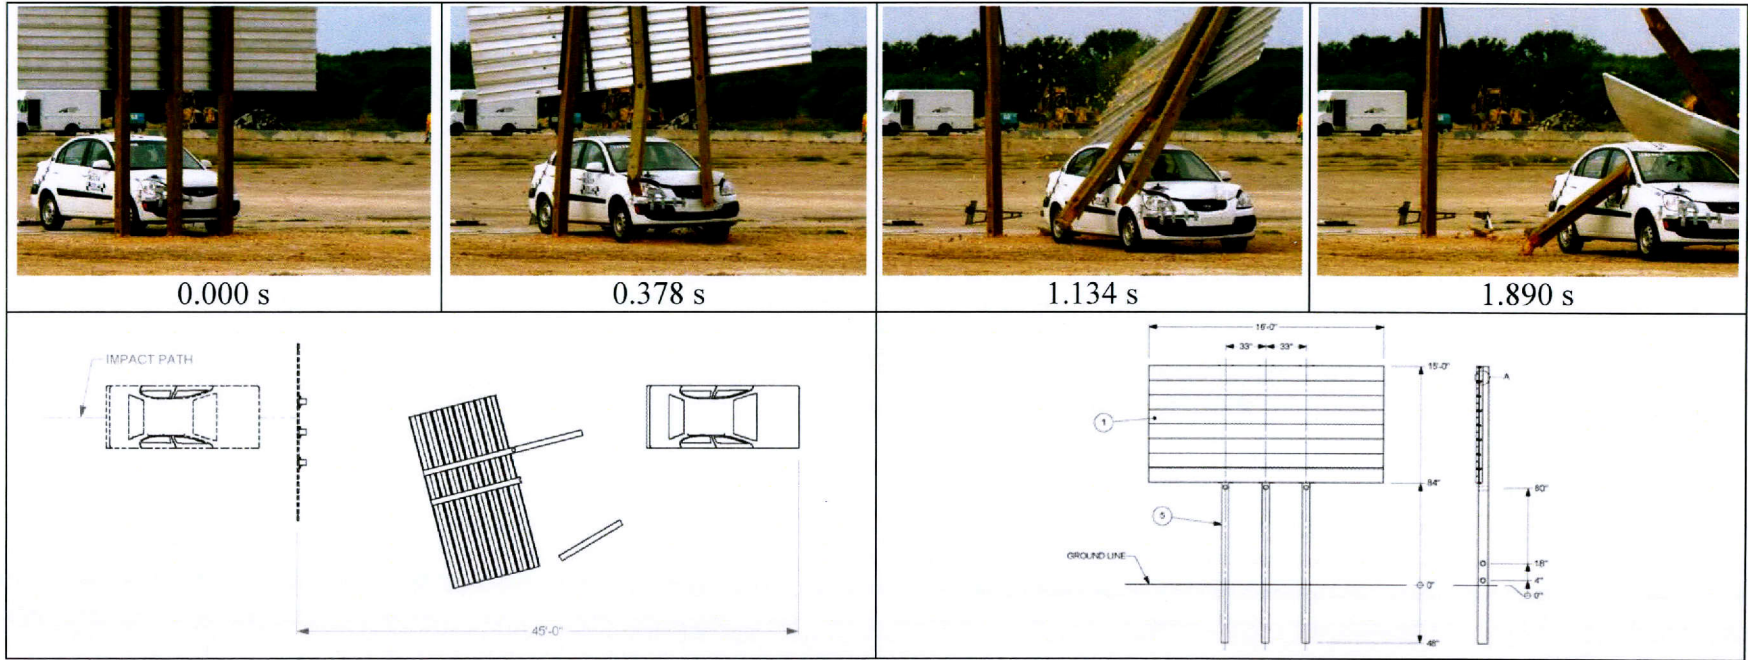 0.000 s
0.378 s
1.134 s
1.890 s
IMPACT PATH
45'-0"
16'-0"
33"
33"
15'-0"
A
1
84"
80"
5
GROUND LINE
18"
4"
0"
0"
48"